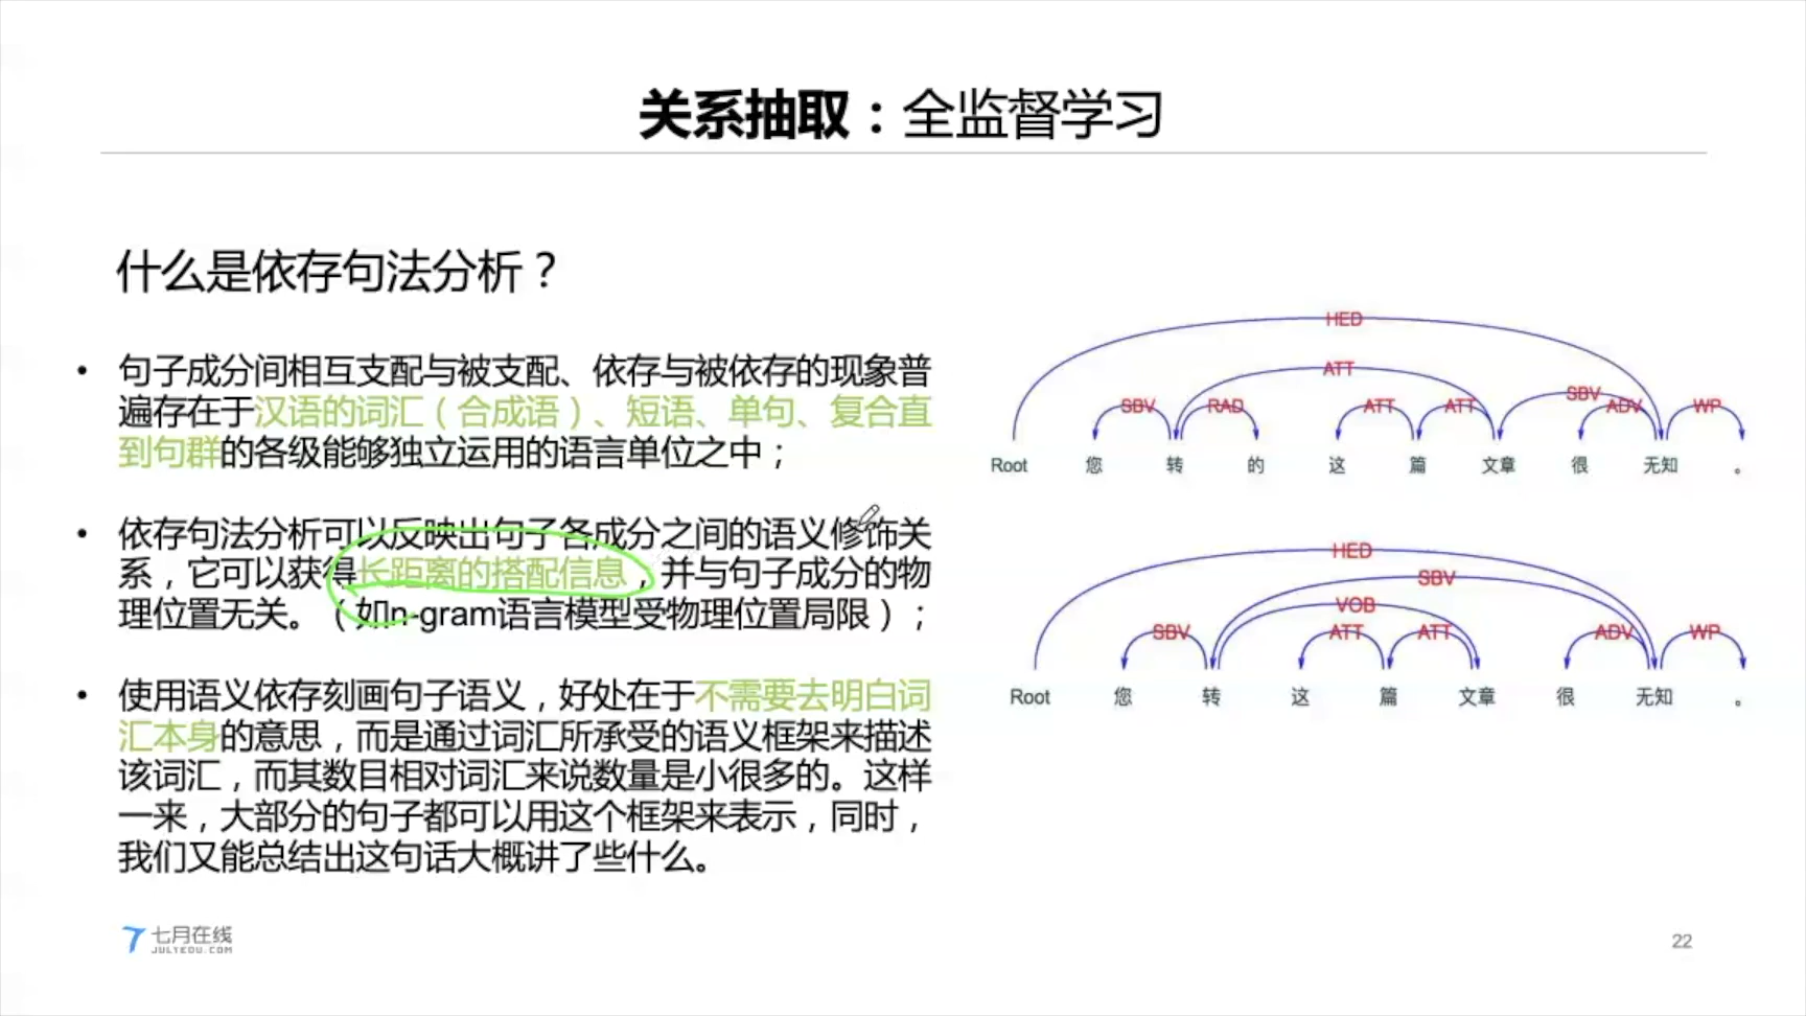 关系抽取：全监督学习
什么是依存句法分析？
• 句子成分间相互支配与被支配、依存与被依存的现象普
遍存在于汉语的词汇（合成语）、短语、单句、复合直
到句群的各级能够独立运用的语言单位之中；
• 依存句法分析可以反映出句子各成分之间的语义修饰关
系，它可以获得长距离的搭配信息，并与句子成分的物
理位置无关。（如n-gram语言模型受物理位置局限）；
• 使用语义依存刻画句子语义，好处在于不需要去明白词
汇本身的意思，而是通过词汇所承受的语义框架来描述
该词汇，而其数目相对词汇来说数量是小很多的。这样
一来，大部分的句子都可以用这个框架来表示，同时，
我们又能总结出这句话大概讲了些什么。
HED
ATT
SBV
SBV RAD ATT ATT ADV WP
Root 您 转 的 这 篇 文章 很 无知 。
HED
SBV
VOB
SBV ATT ATT ADV WP
Root 您 转 这 篇 文章 很 无知 。
七月在线
JULYEDU.COM
22